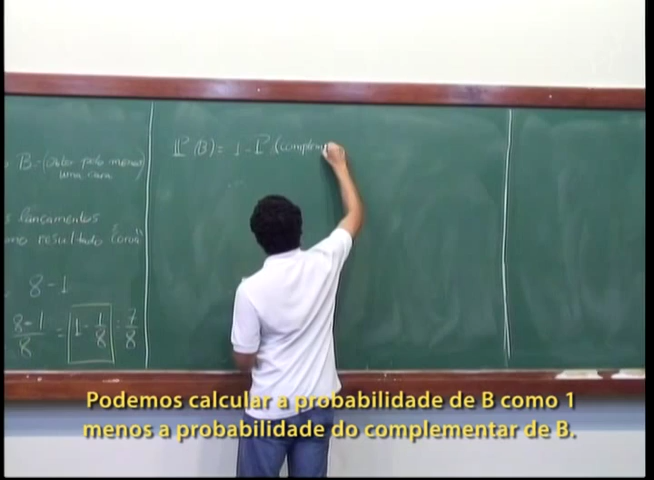 B = (Obter pelo menos
uma cara)
lançamentos
como resultado "coroa"
8 - 1
8 - 1 / 8 = 1 - 1/8 = 7/8
P (B) = 1 - P (complem
Podemos calcular a probabilidade de B como 1
menos a probabilidade do complementar de B.